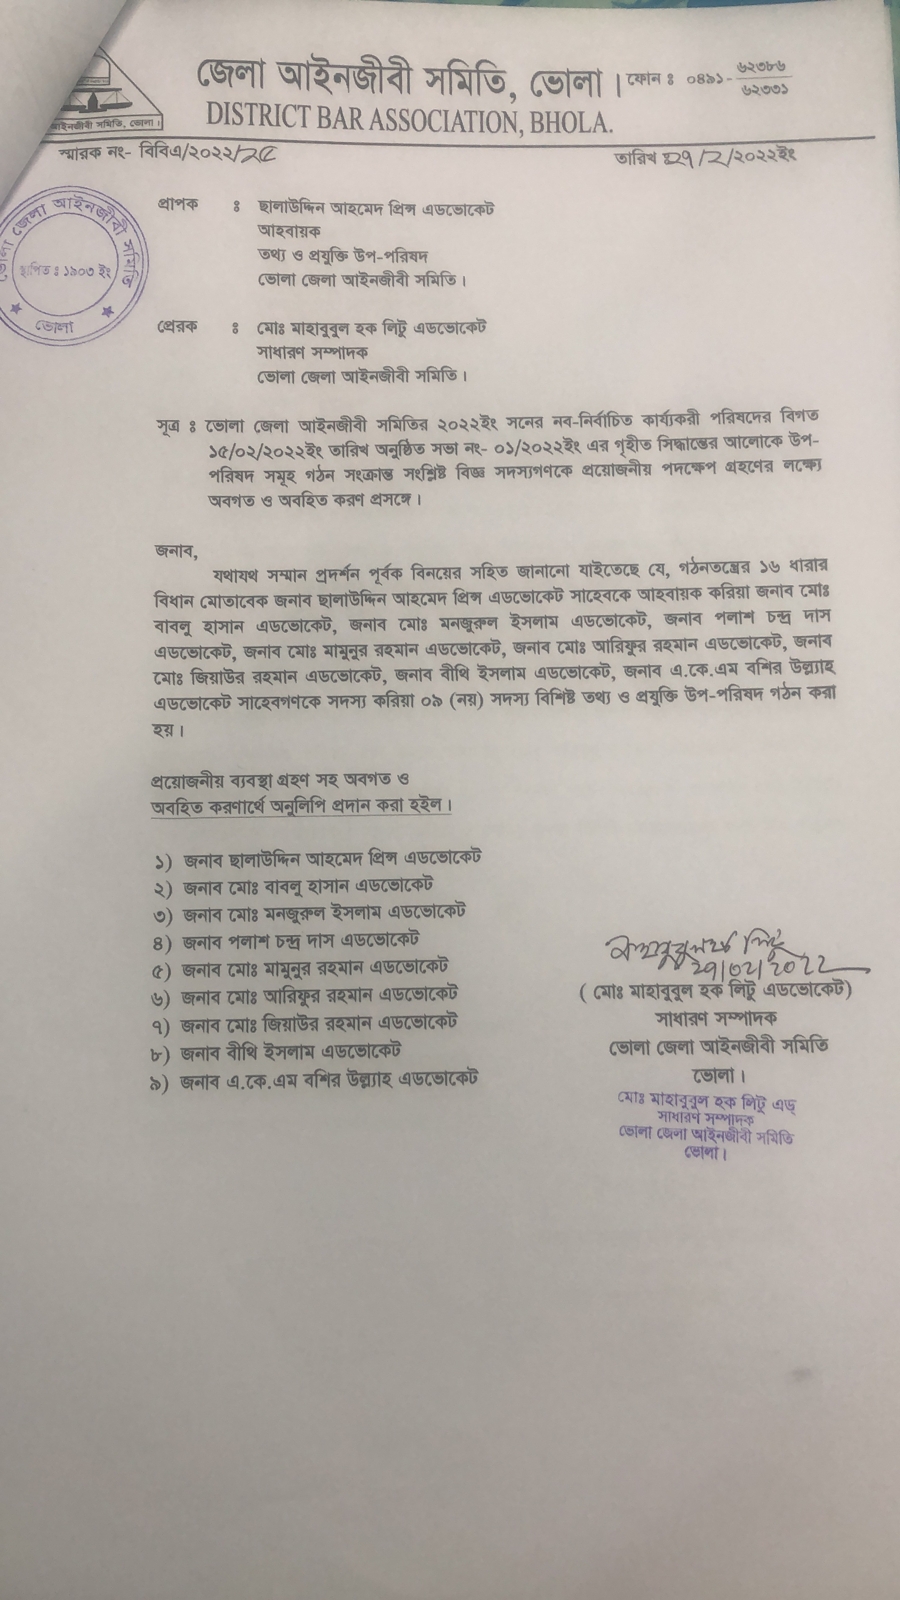 জেলা আইনজীবী সমিতি, ভোলা। ফোন ঃ ০৪৯১- ৬২৩৮৬
৬২৩৩১
DISTRICT BAR ASSOCIATION, BHOLA.
আইনজীবী সমিতি, ভোলা।
স্মারক নং- বিবিএ/২০২২/২৫
তারিখ ঃ ২৭/২/২০২২ইং
ভোলা জেলা আইনজীবী সমিতি
স্থাপিত ঃ ১৯০৩ ইং
ভোলা
প্রাপক ঃ ছালাউদ্দিন আহমেদ প্রিন্স এডভোকেট
আহবায়ক
তথ্য ও প্রযুক্তি উপ-পরিষদ
ভোলা জেলা আইনজীবী সমিতি।
প্রেরক ঃ মোঃ মাহাবুবুল হক লিটু এডভোকেট
সাধারণ সম্পাদক
ভোলা জেলা আইনজীবী সমিতি।
সূত্র ঃ ভোলা জেলা আইনজীবী সমিতির ২০২২ইং সনের নব-নির্বাচিত কার্য্যকরী পরিষদের বিগত
১৫/০২/২০২২ইং তারিখ অনুষ্ঠিত সভা নং- ০১/২০২২ইং এর গৃহীত সিদ্ধান্তের আলোকে উপ-
পরিষদ সমূহ গঠন সংক্রান্ত সংশ্লিষ্ট বিজ্ঞ সদস্যগণকে প্রয়োজনীয় পদক্ষেপ গ্রহণের লক্ষ্যে
অবগত ও অবহিত করণ প্রসঙ্গে।
জনাব,
যথাযথ সম্মান প্রদর্শন পূর্বক বিনয়ের সহিত জানানো যাইতেছে যে, গঠনতন্ত্রের ১৬ ধারার
বিধান মোতাবেক জনাব ছালাউদ্দিন আহমেদ প্রিন্স এডভোকেট সাহেবকে আহবায়ক করিয়া জনাব মোঃ
বাবলু হাসান এডভোকেট, জনাব মোঃ মনজুরুল ইসলাম এডভোকেট, জনাব পলাশ চন্দ্র দাস
এডভোকেট, জনাব মোঃ মামুনুর রহমান এডভোকেট, জনাব মোঃ আরিফুর রহমান এডভোকেট, জনাব
মোঃ জিয়াউর রহমান এডভোকেট, জনাব বীথি ইসলাম এডভোকেট, জনাব এ.কে.এম বশির উল্ল্যাহ
এডভোকেট সাহেবগণকে সদস্য করিয়া ০৯ (নয়) সদস্য বিশিষ্ট তথ্য ও প্রযুক্তি উপ-পরিষদ গঠন করা
হয়।
প্রয়োজনীয় ব্যবস্থা গ্রহণ সহ অবগত ও
অবহিত করণার্থে অনুলিপি প্রদান করা হইল।
১) জনাব ছালাউদ্দিন আহমেদ প্রিন্স এডভোকেট
২) জনাব মোঃ বাবলু হাসান এডভোকেট
৩) জনাব মোঃ মনজুরুল ইসলাম এডভোকেট
৪) জনাব পলাশ চন্দ্র দাস এডভোকেট
৫) জনাব মোঃ মামুনুর রহমান এডভোকেট
৬) জনাব মোঃ আরিফুর রহমান এডভোকেট
৭) জনাব মোঃ জিয়াউর রহমান এডভোকেট
৮) জনাব বীথি ইসলাম এডভোকেট
৯) জনাব এ.কে.এম বশির উল্ল্যাহ এডভোকেট
মাহাবুবুল হক লিটু
27/02/2022
( মোঃ মাহাবুবুল হক লিটু এডভোকেট)
সাধারণ সম্পাদক
ভোলা জেলা আইনজীবী সমিতি
ভোলা।
মোঃ মাহাবুবুল হক লিটু এড্
সাধারণ সম্পাদক
ভোলা জেলা আইনজীবী সমিতি
ভোলা।